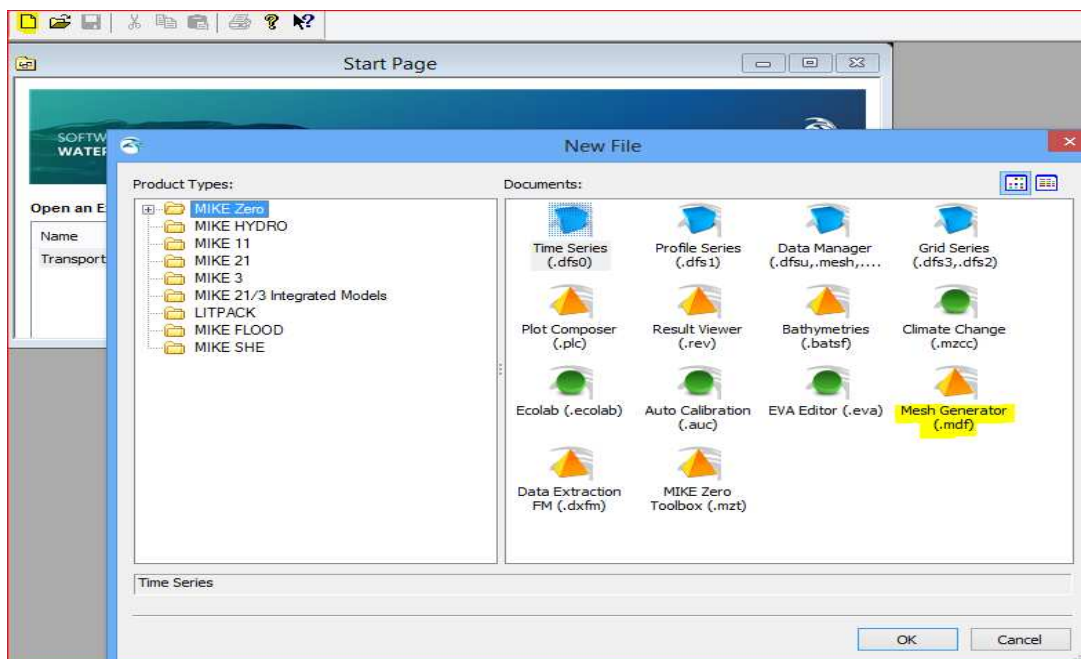 Start Page
SOFTW
WATER
New File
Product Types:
Documents:
Open an E
Name
Transport
MIKE Zero
MIKE HYDRO
MIKE 11
MIKE 21
MIKE 3
MIKE 21/3 Integrated Models
LITPACK
MIKE FLOOD
MIKE SHE
Time Series
(.dfs0)
Profile Series
(.dfs1)
Data Manager
(.dfsu,.mesh,....
Grid Series
(.dfs3,.dfs2)
Plot Composer
(.plc)
Result Viewer
(.rev)
Bathymetries
(.batsf)
Climate Change
(.mzcc)
Ecolab (.ecolab)
Auto Calibration
(.auc)
EVA Editor (.eva)
Mesh Generator
(.mdf)
Data Extraction
FM (.dxfm)
MIKE Zero
Toolbox (.mzt)
Time Series
OK
Cancel